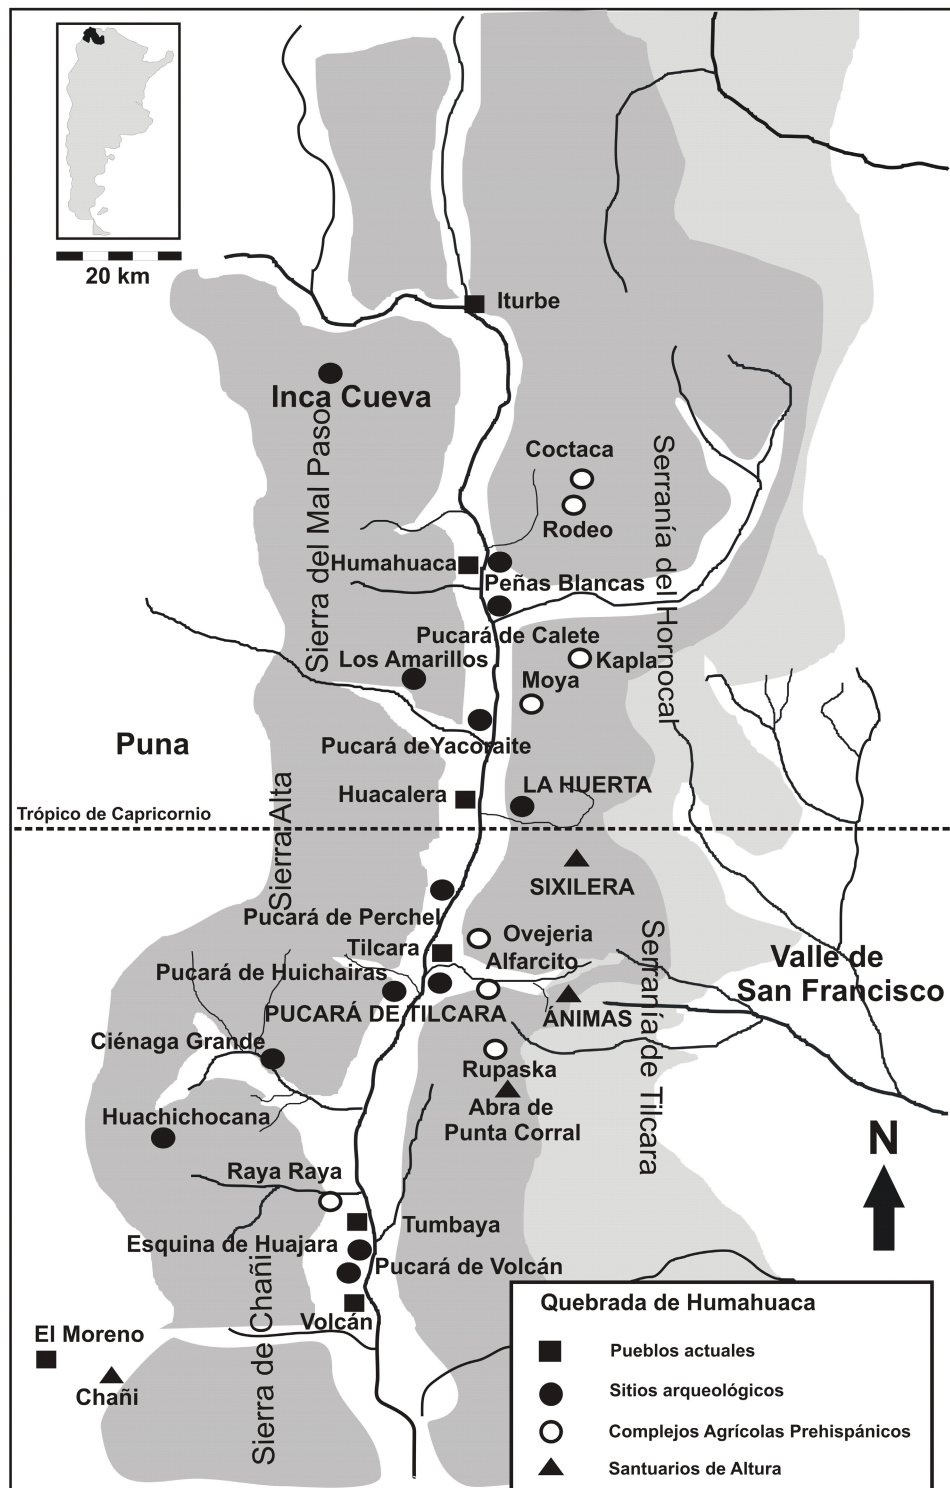 20 km
Iturbe
Inca Cueva
Sierra del Mal Paso
Coctaca
Rodeo
Serranía del Hornocal
Humahuaca
Peñas Blancas
Pucará de Calete
Los Amarillos
Kapla
Moya
Puna
Pucará deYacoraite
Huacalera
LA HUERTA
Trópico de Capricornio
Sierra Alta
SIXILERA
Pucará de Perchel
Ovejeria
Tilcara
Alfarcito
Pucará de Huichairas
Valle de
San Francisco
PUCARÁ DE TILCARA
ÁNIMAS
Serranía de Tilcara
Ciénaga Grande
Rupaska
Huachichocana
Abra de
Punta Corral
N
Raya Raya
Tumbaya
Esquina de Huajara
Pucará de Volcán
Volcán
Sierra de Chañi
El Moreno
Chañi
Quebrada de Humahuaca
Pueblos actuales
Sitios arqueológicos
Complejos Agrícolas Prehispánicos
Santuarios de Altura